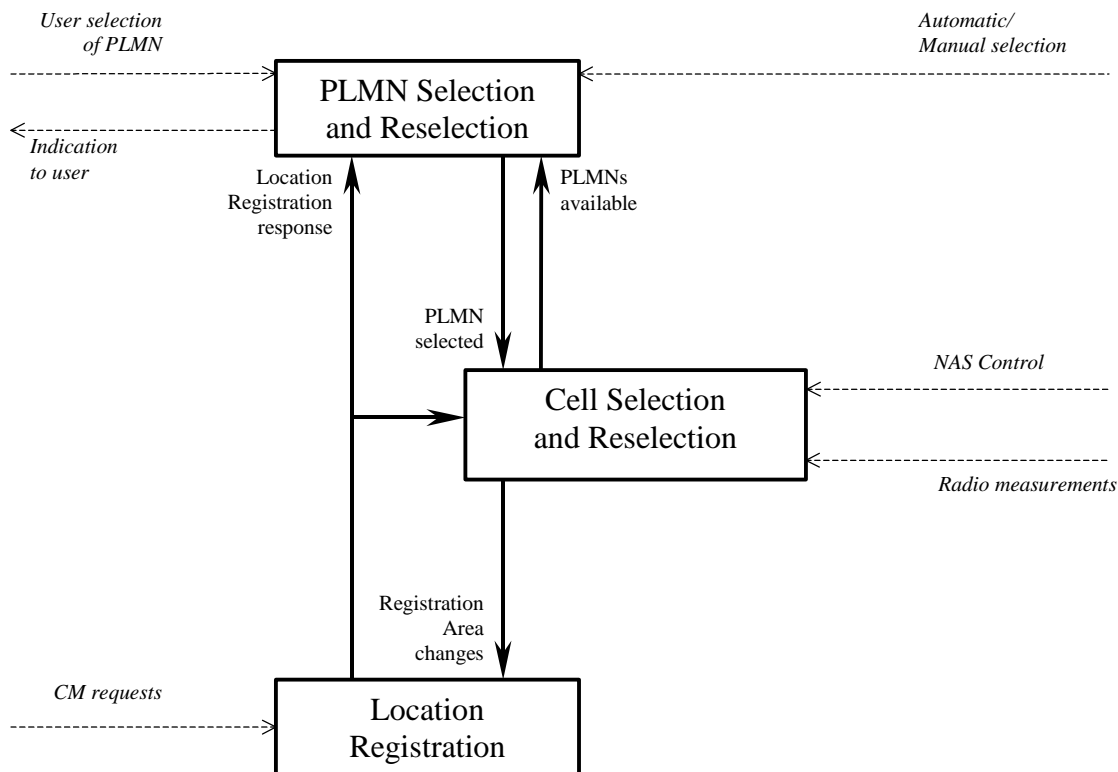 User selection
of PLMN
Automatic/
Manual selection
PLMN Selection
and Reselection
Indication
to user
Location
Registration
response
PLMNs
available
PLMN
selected
NAS Control
Cell Selection
and Reselection
Radio measurements
Registration
Area
changes
CM requests
Location
Registration